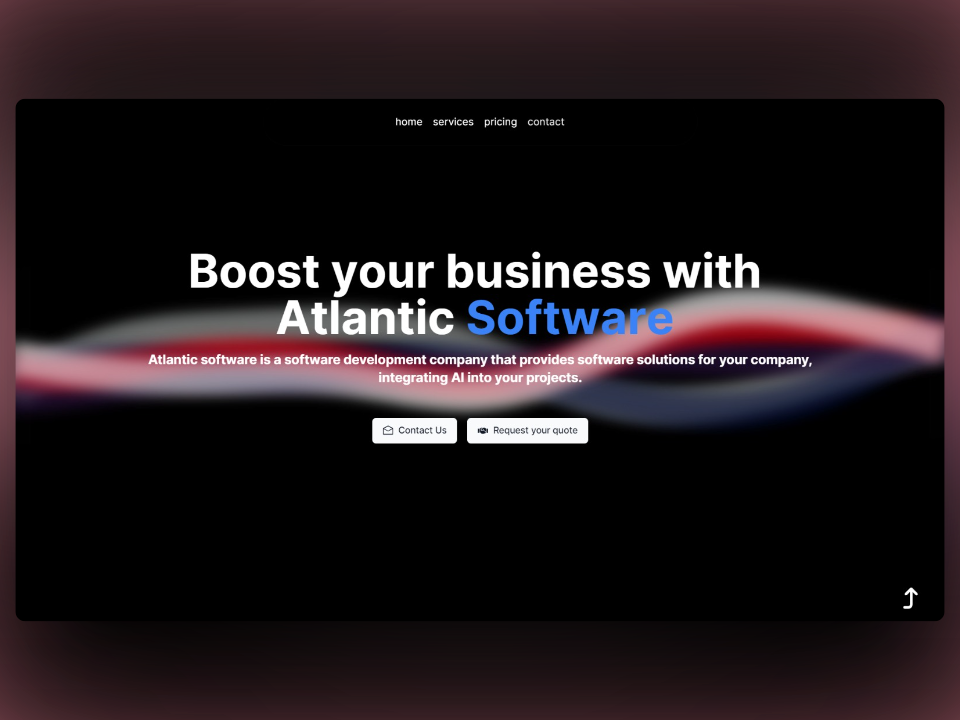 home services pricing contact
Boost your business with
Atlantic Software
Atlantic software is a software development company that provides software solutions for your company,
integrating AI into your projects.
Contact Us Request your quote